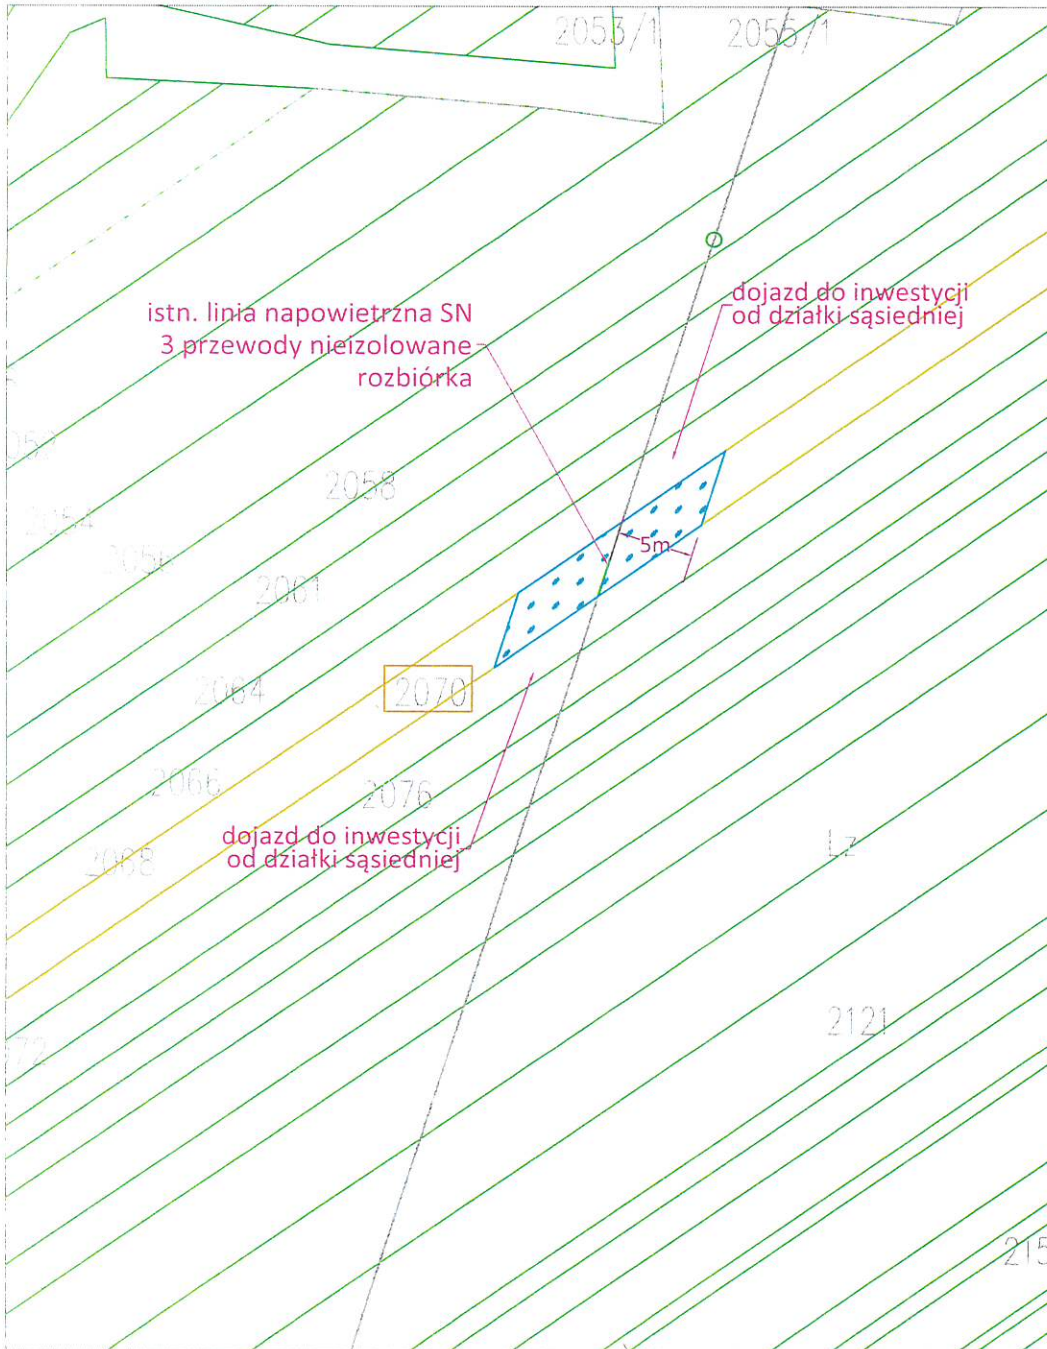 2053/1
2055/1
dojazd do inwestycji
od działki sąsiedniej
istn. linia napowietrzna SN
3 przewody nieizolowane
rozbiórka
2058
2054
2061
5m
2064
2070
2066
2076
dojazd do inwestycji
od działki sąsiedniej
2068
Lz
2121